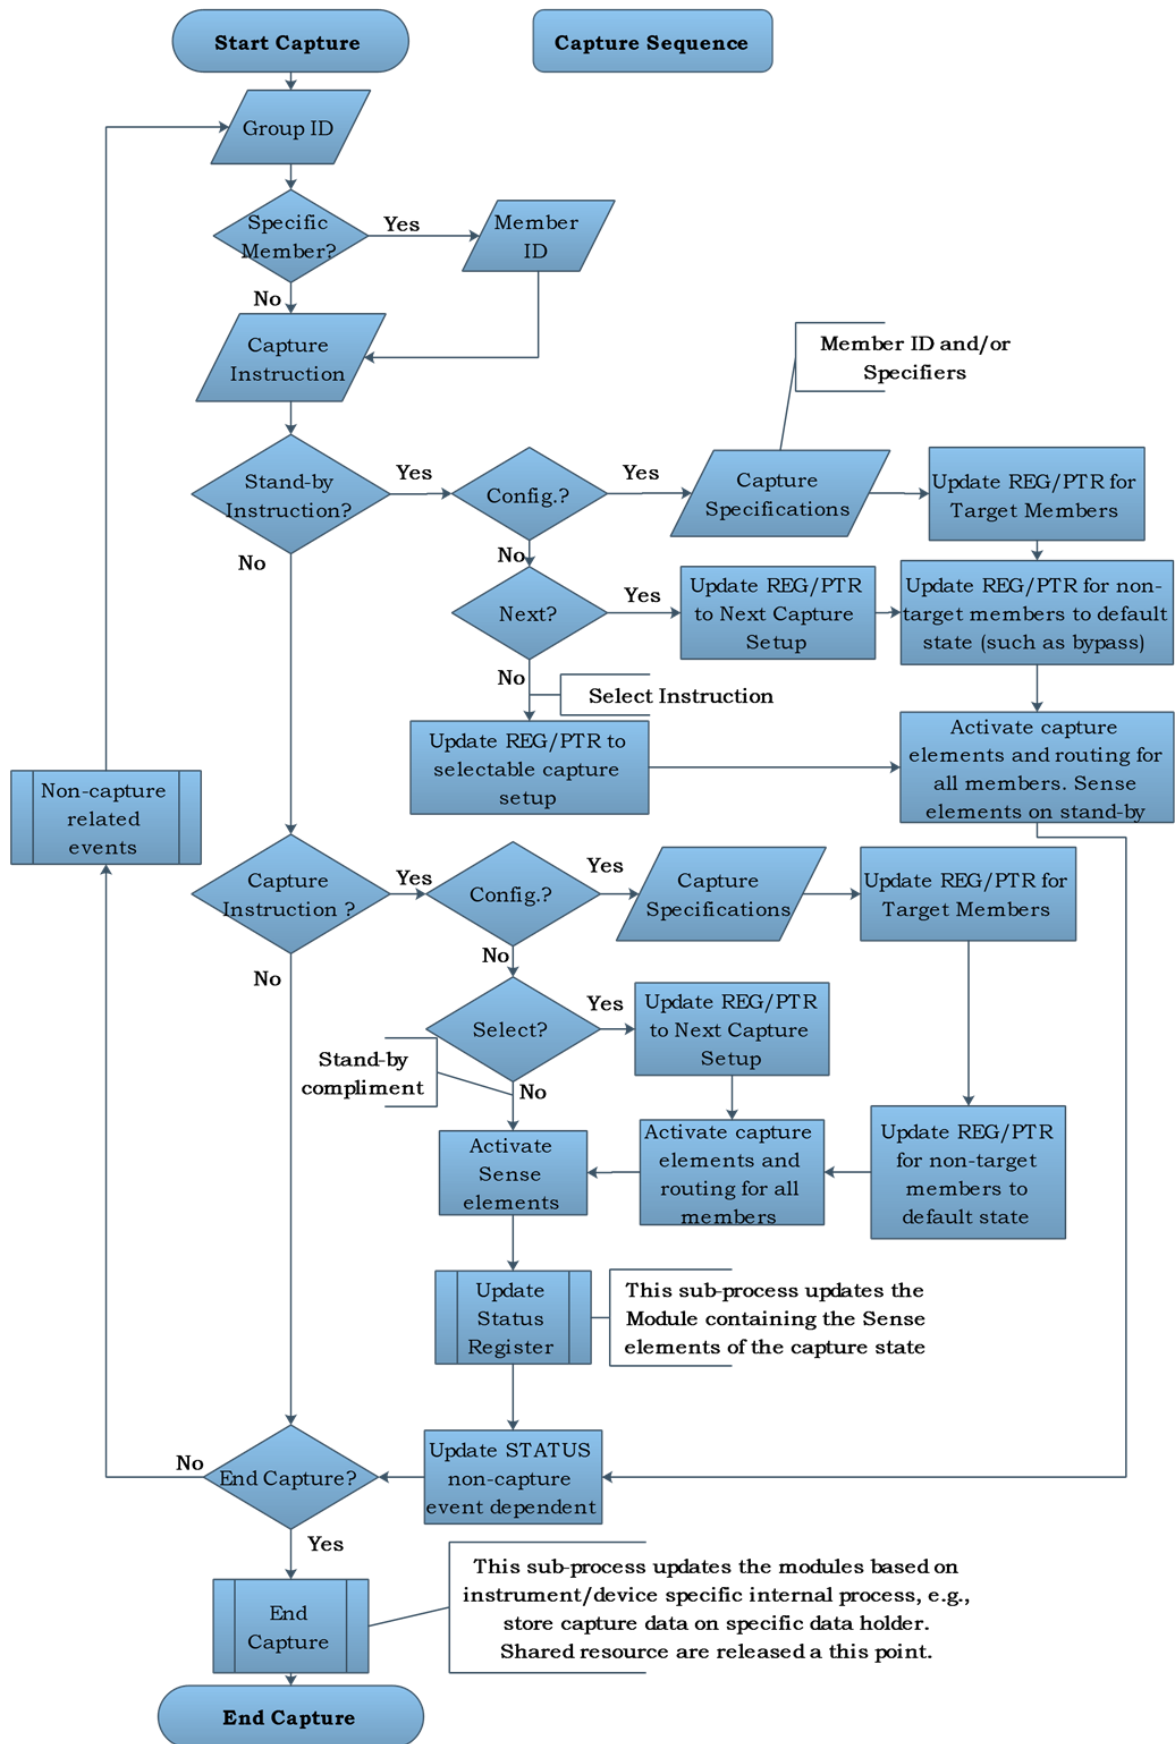 Start Capture
Capture Sequence
Group ID
Specific
Member?
Yes
Member
ID
No
Capture
Instruction
Member ID and/or
Specifiers
Stand-by
Instruction?
Yes
Config.?
Yes
Capture
Specifications
Update REG/PTR for
Target Members
No
No
Next?
Yes
Update REG/PTR
to Next Capture
Setup
Update REG/PTR for non-
target members to default
state (such as bypass)
No
Select Instruction
Update REG/PTR to
selectable capture
setup
Activate capture
elements and routing for
all members. Sense
elements on stand-by
Non-capture
related
events
Capture
Instruction ?
Yes
Config.?
Yes
Capture
Specifications
Update REG/PTR for
Target Members
No
No
Select?
Yes
Update REG/PTR
to Next Capture
Setup
Stand-by
compliment
No
Activate
Sense
elements
Activate capture
elements and
routing for all
members
Update REG/PTR
for non-target
members to
default state
Update
Status
Register
This sub-process updates the
Module containing the Sense
elements of the capture state
No
End Capture?
Update STATUS
non-capture
event dependent
Yes
End
Capture
This sub-process updates the modules based on
instrument/device specific internal process, e.g.,
store capture data on specific data holder.
Shared resource are released a this point.
End Capture